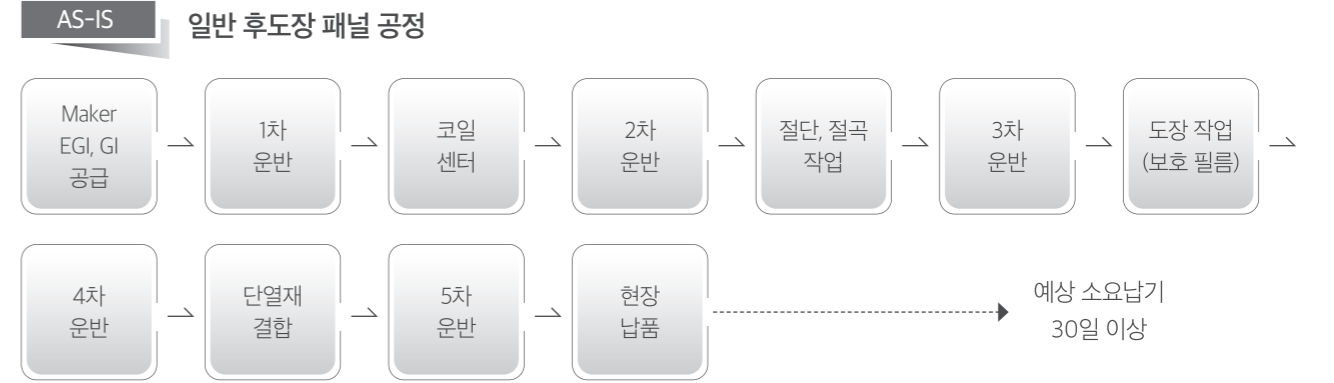 AS-IS
일반 후도장 패널 공정
Maker
EGI, GI
공급
1차
운반
코일
센터
2차
운반
절단, 절곡
작업
3차
운반
도장 작업
(보호 필름)
4차
운반
단열재
결합
5차
운반
현장
납품
예상 소요납기
30일 이상